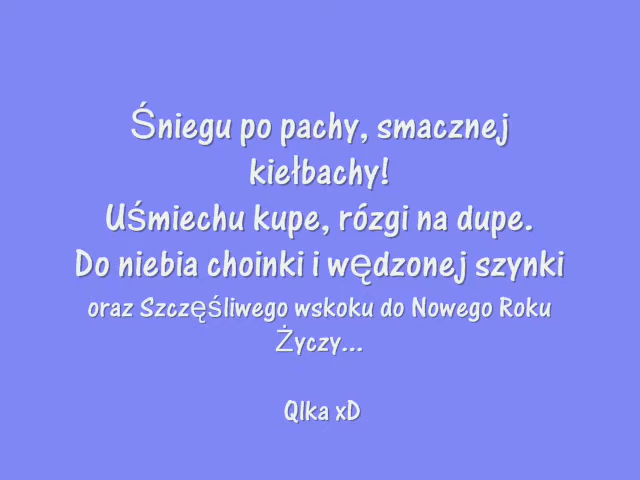 Śniegu po pachy, smacznej
kiełbachy!
Uśmiechu kupe, rózgi na dupe.
Do niebia choinki i wędzonej szynki
oraz Szczęśliwego wskoku do Nowego Roku
Życzy...
Qlka xD